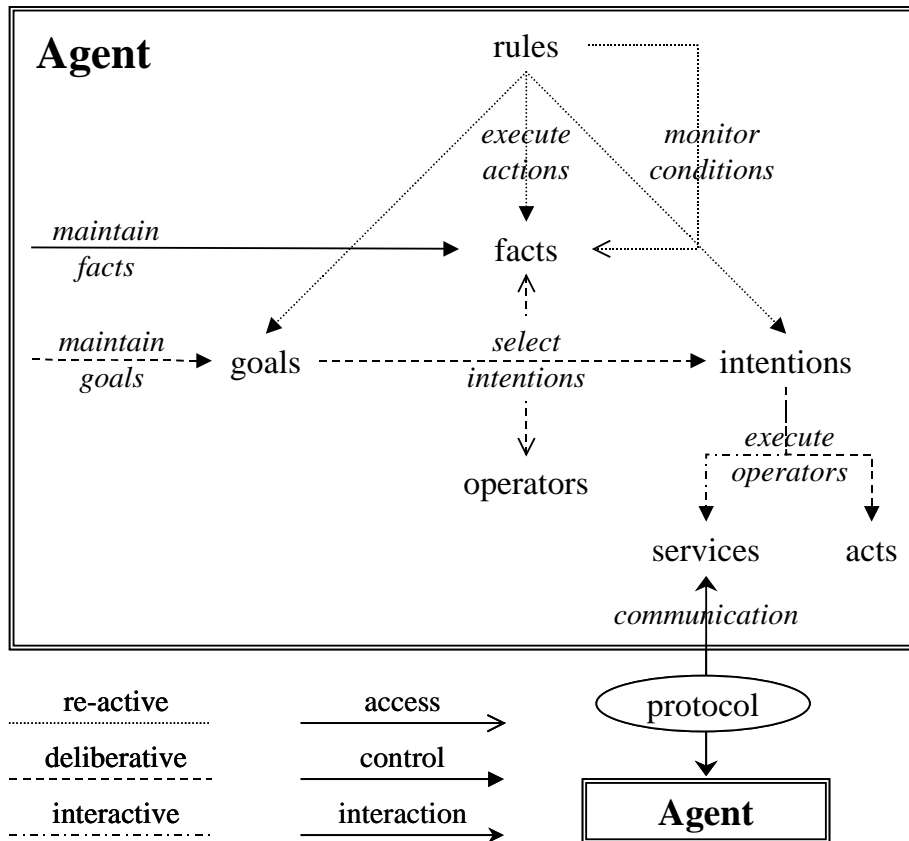 Agent
rules
execute
actions
monitor
conditions
maintain
facts
facts
maintain
goals
goals
select
intentions
intentions
execute
operators
operators
services
acts
communication
re-active
access
protocol
deliberative
control
interactive
interaction
Agent